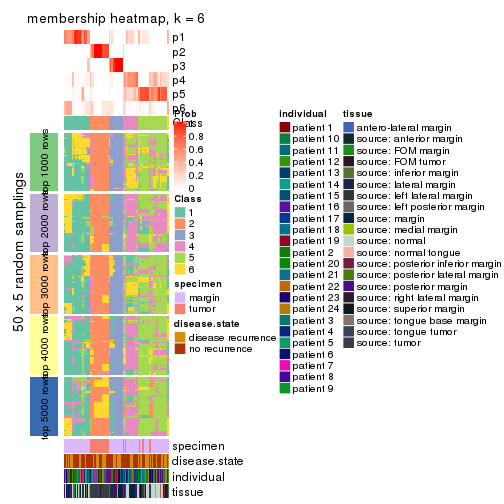 membership heatmap, k = 6
p1
p2
p3
p4
p5
p6
Prob
Class
1
0.8
0.6
0.4
0.2
0
Class
1
2
3
4
5
6
specimen
margin
tumor
disease.state
disease recurrence
no recurrence
50 x 5 random samplings
top 1000 rows
top 2000 rows
top 3000 rows
top 4000 rows
top 5000 rows
specimen
disease.state
individual
tissue
individual
patient 1
patient 10
patient 11
patient 12
patient 13
patient 14
patient 15
patient 16
patient 17
patient 18
patient 19
patient 2
patient 20
patient 21
patient 22
patient 23
patient 24
patient 3
patient 4
patient 5
patient 6
patient 7
patient 8
patient 9
tissue
antero-lateral margin
source: anterior margin
source: FOM margin
source: FOM tumor
source: inferior margin
source: lateral margin
source: left lateral margin
source: left posterior margin
source: margin
source: medial margin
source: normal
source: normal tongue
source: posterior inferior margin
source: posterior lateral margin
source: posterior margin
source: right lateral margin
source: superior margin
source: tongue base margin
source: tongue tumor
source: tumor